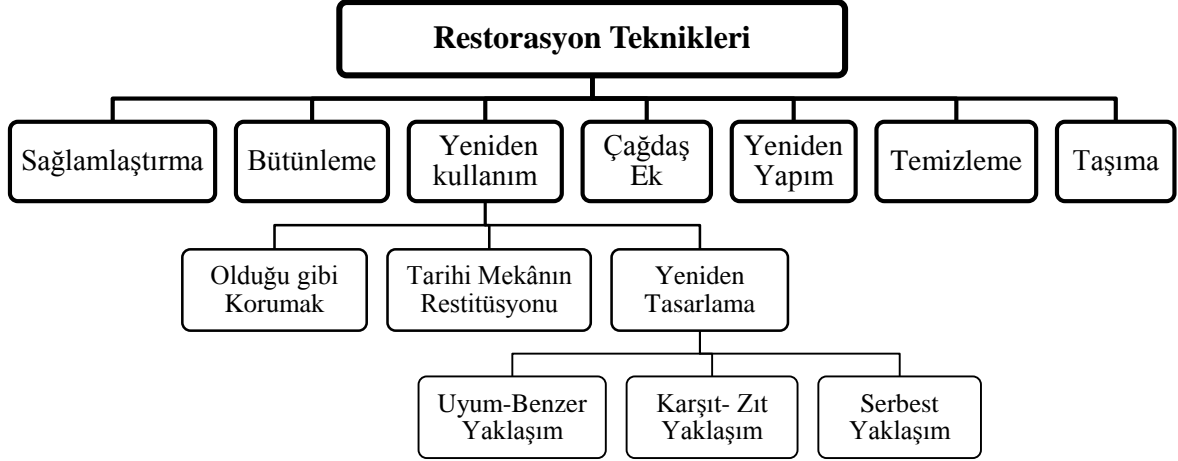 Restorasyon Teknikleri
Sağlamlaştırma
Bütünleme
Yeniden
kullanım
Çağdaş
Ek
Yeniden
Yapım
Temizleme
Taşıma
Olduğu gibi
Korumak
Tarihi Mekânın
Restitüsyonu
Yeniden
Tasarlama
Uyum-Benzer
Yaklaşım
Karşıt- Zıt
Yaklaşım
Serbest
Yaklaşım